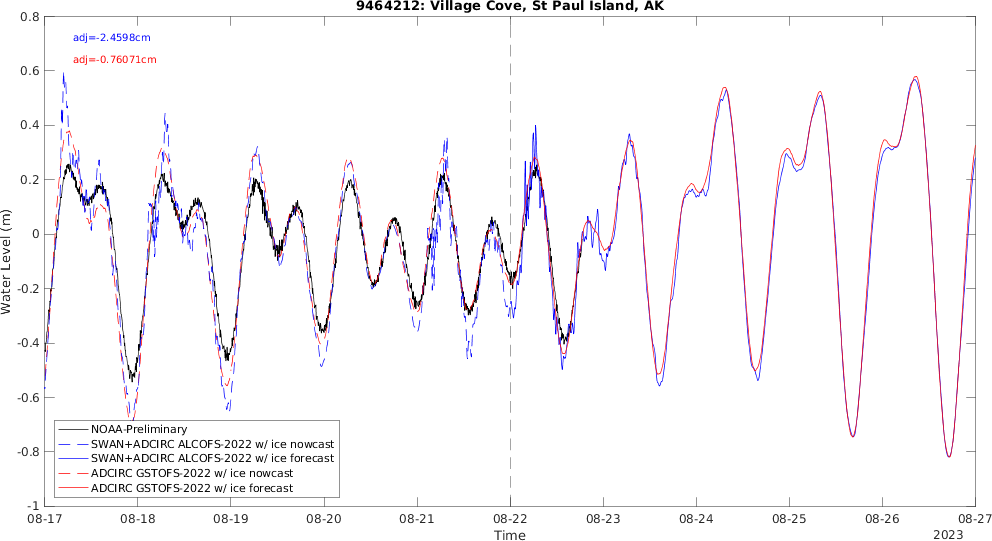 9464212: Village Cove, St Paul Island, AK
adj=-2.4598cm
adj=-0.76071cm
Water Level (m)
0.8
0.6
0.4
0.2
0
-0.2
-0.4
-0.6
-0.8
-1
NOAA-Preliminary
SWAN+ADCIRC ALCOFS-2022 w/ ice nowcast
SWAN+ADCIRC ALCOFS-2022 w/ ice forecast
ADCIRC GSTOFS-2022 w/ ice nowcast
ADCIRC GSTOFS-2022 w/ ice forecast
08-17 08-18 08-19 08-20 08-21 08-22 08-23 08-24 08-25 08-26 08-27
Time
2023